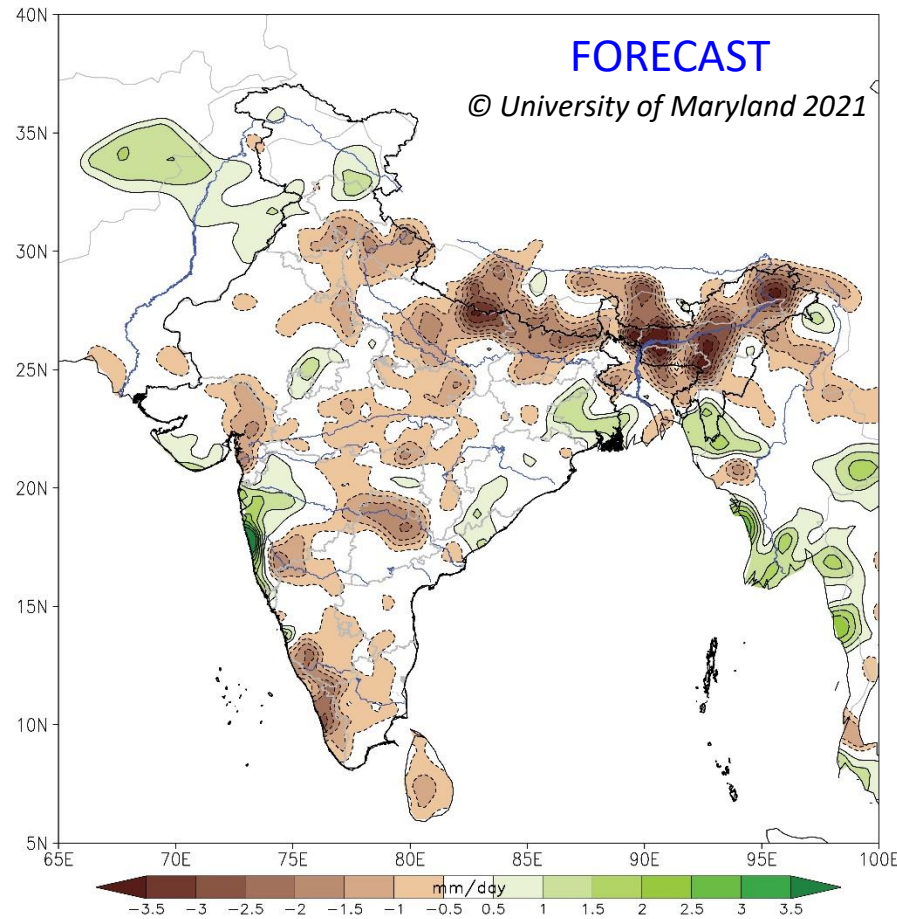 40N
FORECAST
© University of Maryland 2021
35N
30N
25N
20N
15N
10N
5N
65E 70E 75E 80E 85E 90E 95E 100E
mm/day
-3.5 -3 -2.5 -2 -1.5 -1 -0.5 0.5 1 1.5 2 2.5 3 3.5